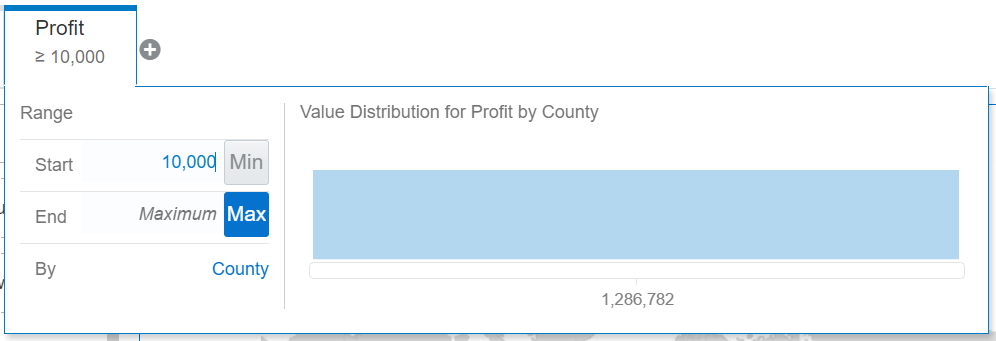 Profit
≥ 10,000
Range
Value Distribution for Profit by County
Start 10,000 Min
End Maximum Max
By County
1,286,782